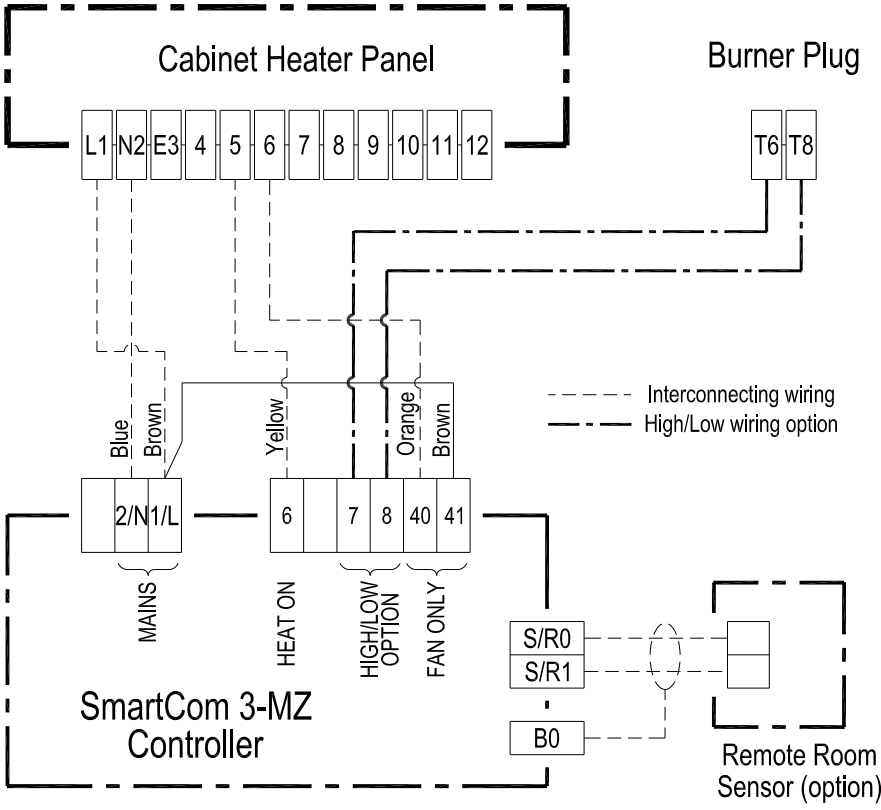 Cabinet Heater Panel
Burner Plug
L1 N2 E3 4 5 6 7 8 9 10 11 12
T6 T8
Interconnecting wiring
High/Low wiring option
Blue
Brown
Yellow
Orange
Brown
2/N 1/L
6 7 8 40 41
MAINS
HEAT ON
HIGH/LOW
OPTION
FAN ONLY
S/R0
S/R1
B0
SmartCom 3-MZ
Controller
Remote Room
Sensor (option)